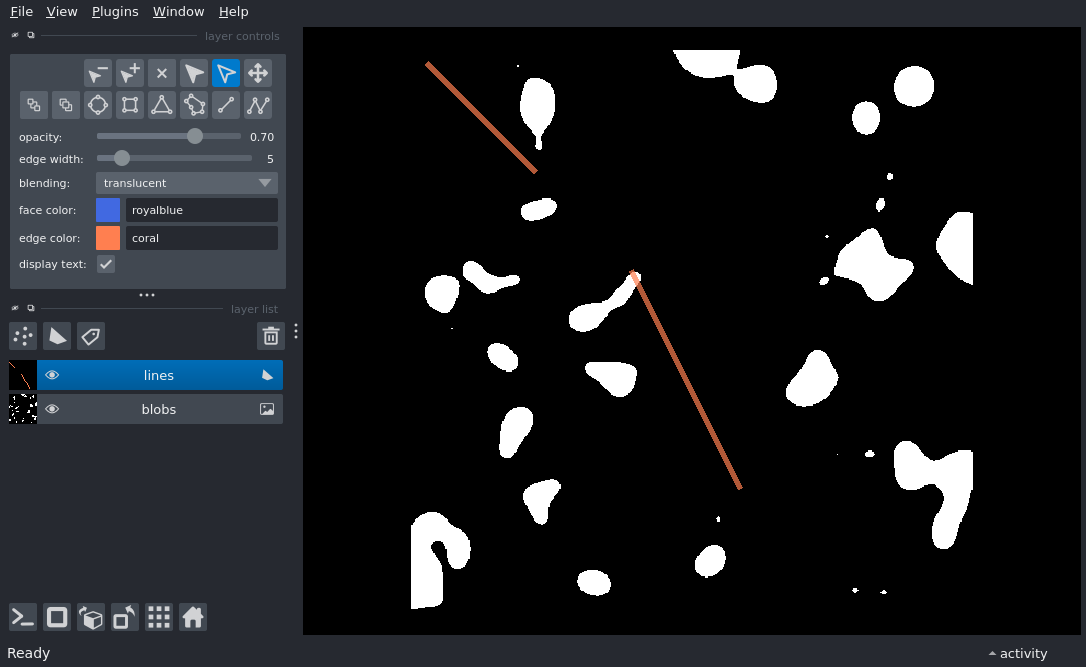 File View Plugins Window Help
layer controls
opacity: 0.70
edge width: 5
blending: translucent
face color: royalblue
edge color: coral
display text:
layer list
lines
blobs
Ready
activity